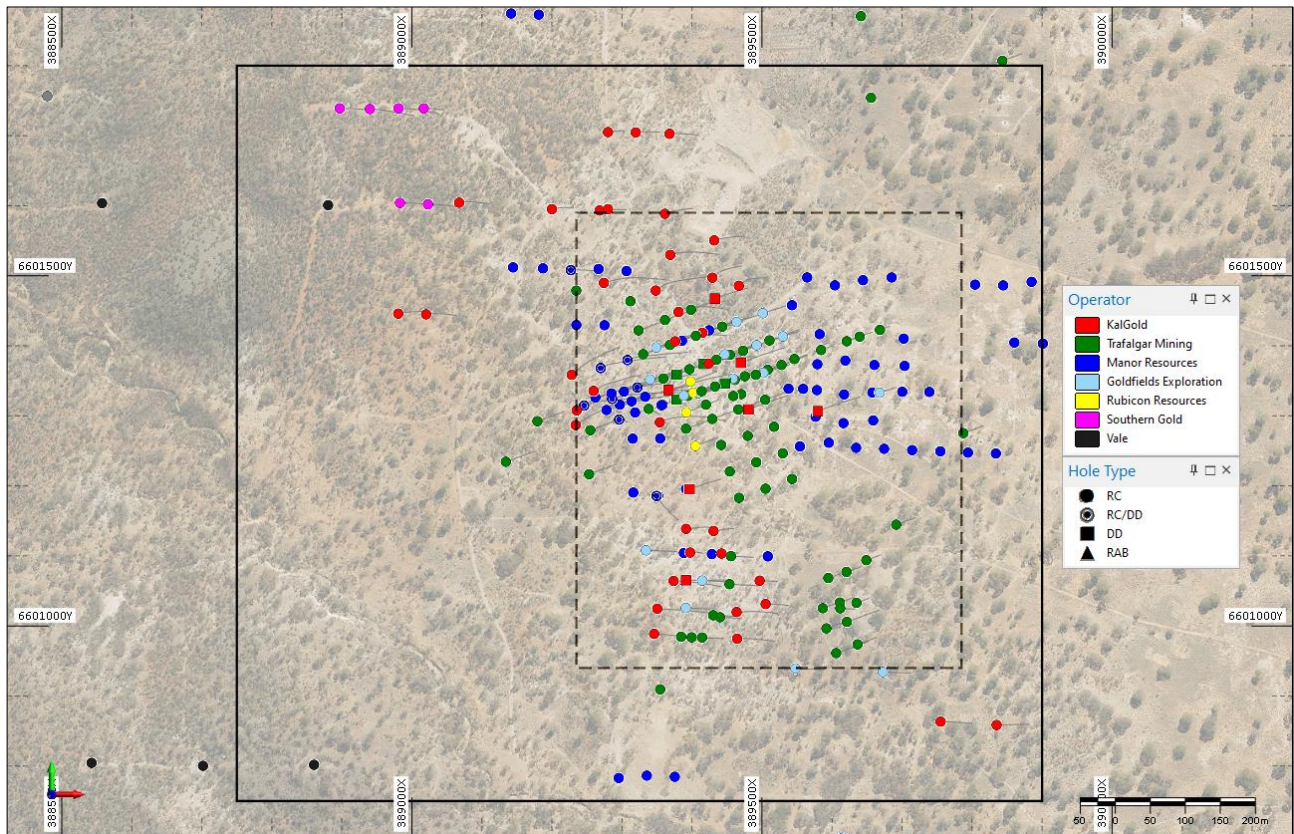 388500X
389000X
389500X
390000X
6601500Y
6601500Y
Operator
KalGold
Trafalgar Mining
Manor Resources
Goldfields Exploration
Rubicon Resources
Southern Gold
Vale
Hole Type
RC
RC/DD
DD
RAB
6601000Y
6601000Y
389000X
389500X
50 0 50 100 150 200m